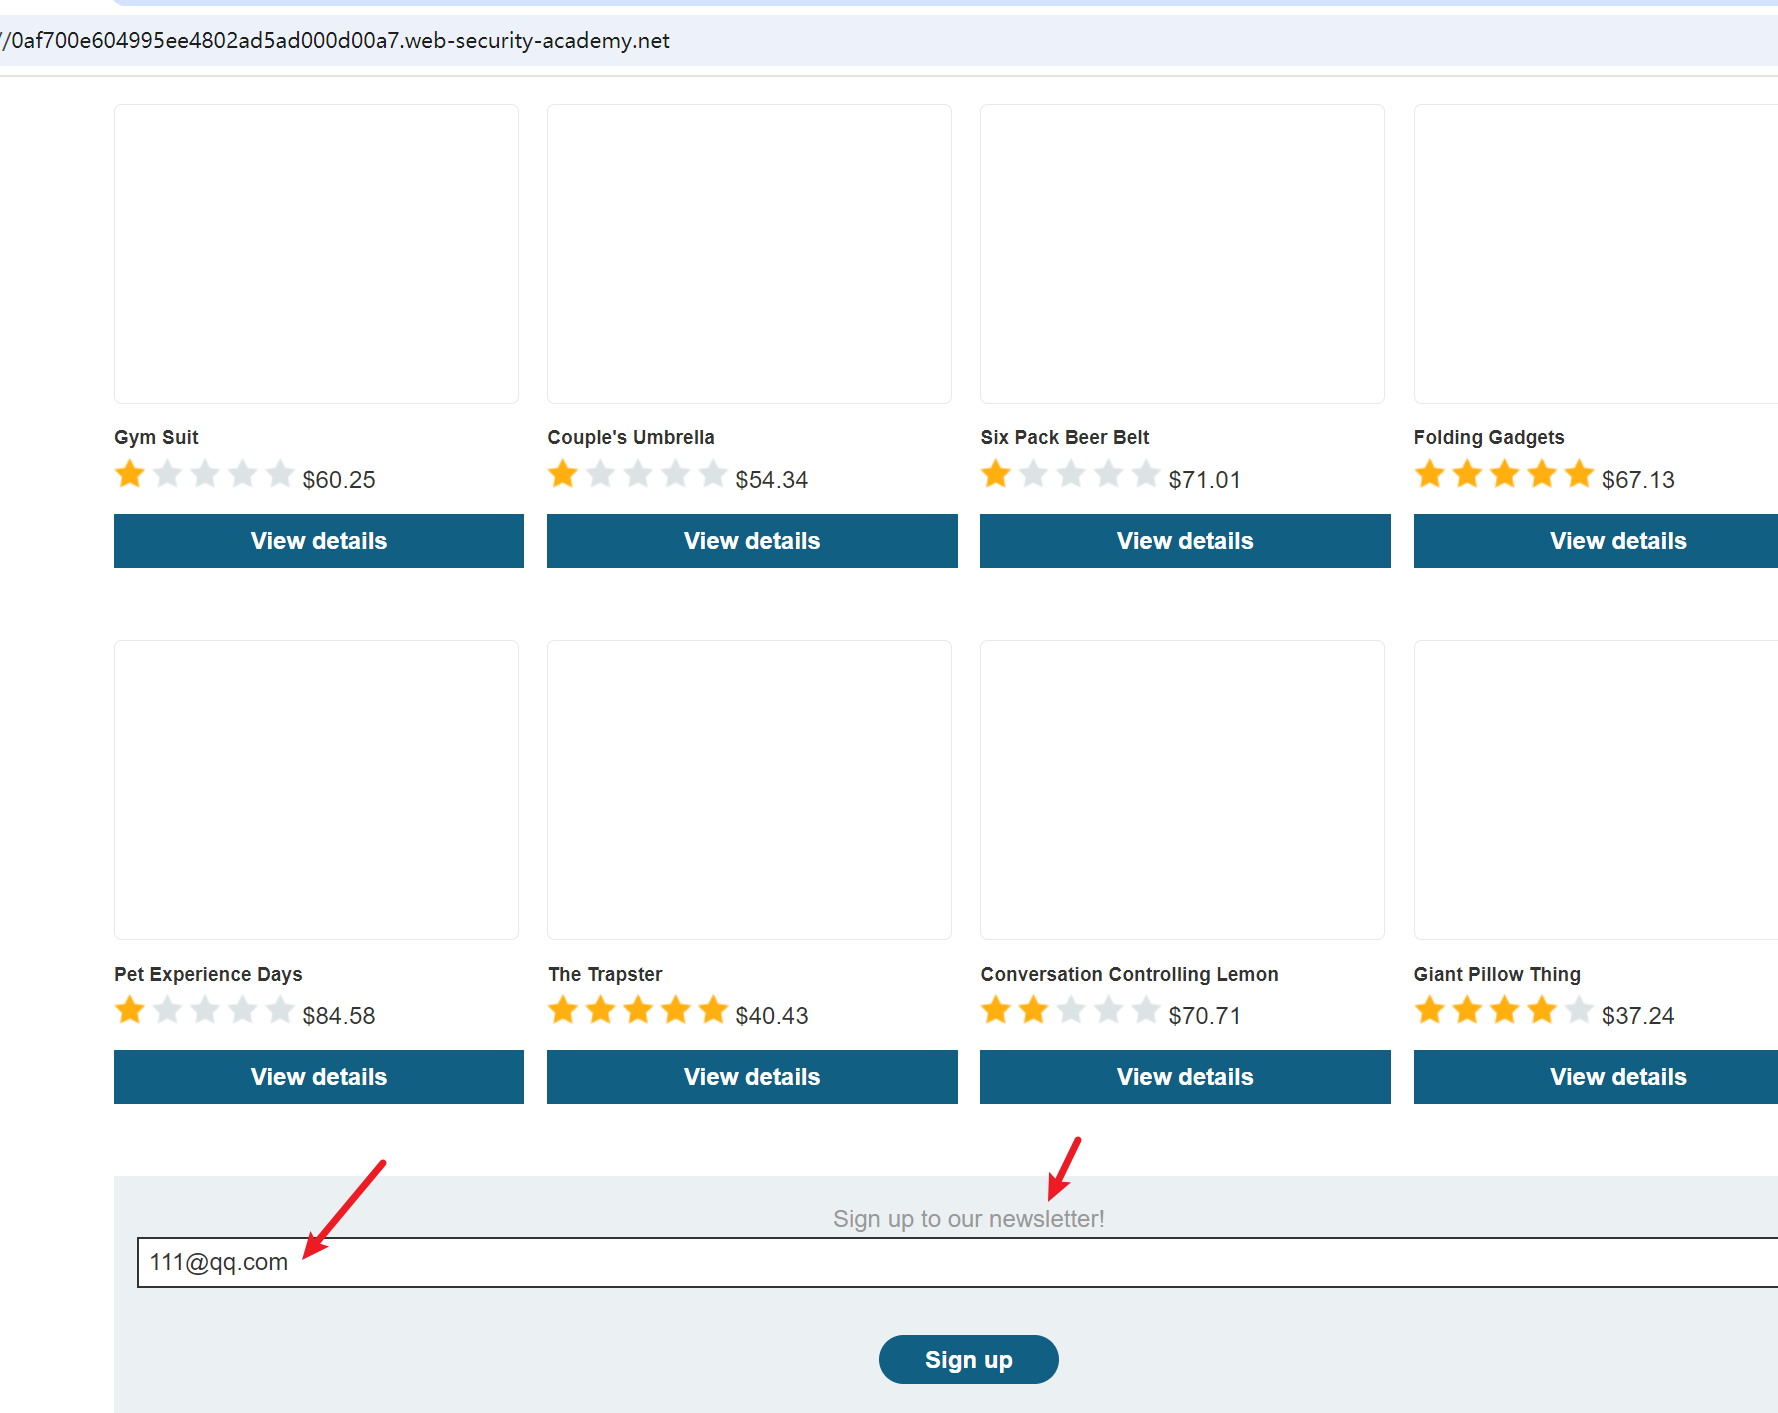 //0af700e604995ee4802ad5ad000d00a7.web-security-academy.net
Gym Suit
Couple's Umbrella
Six Pack Beer Belt
Folding Gadgets
$60.25
$54.34
$71.01
$67.13
View details
View details
View details
View details
Pet Experience Days
The Trapster
Conversation Controlling Lemon
Giant Pillow Thing
$84.58
$40.43
$70.71
$37.24
View details
View details
View details
View details
Sign up to our newsletter!
111@qq.com
Sign up